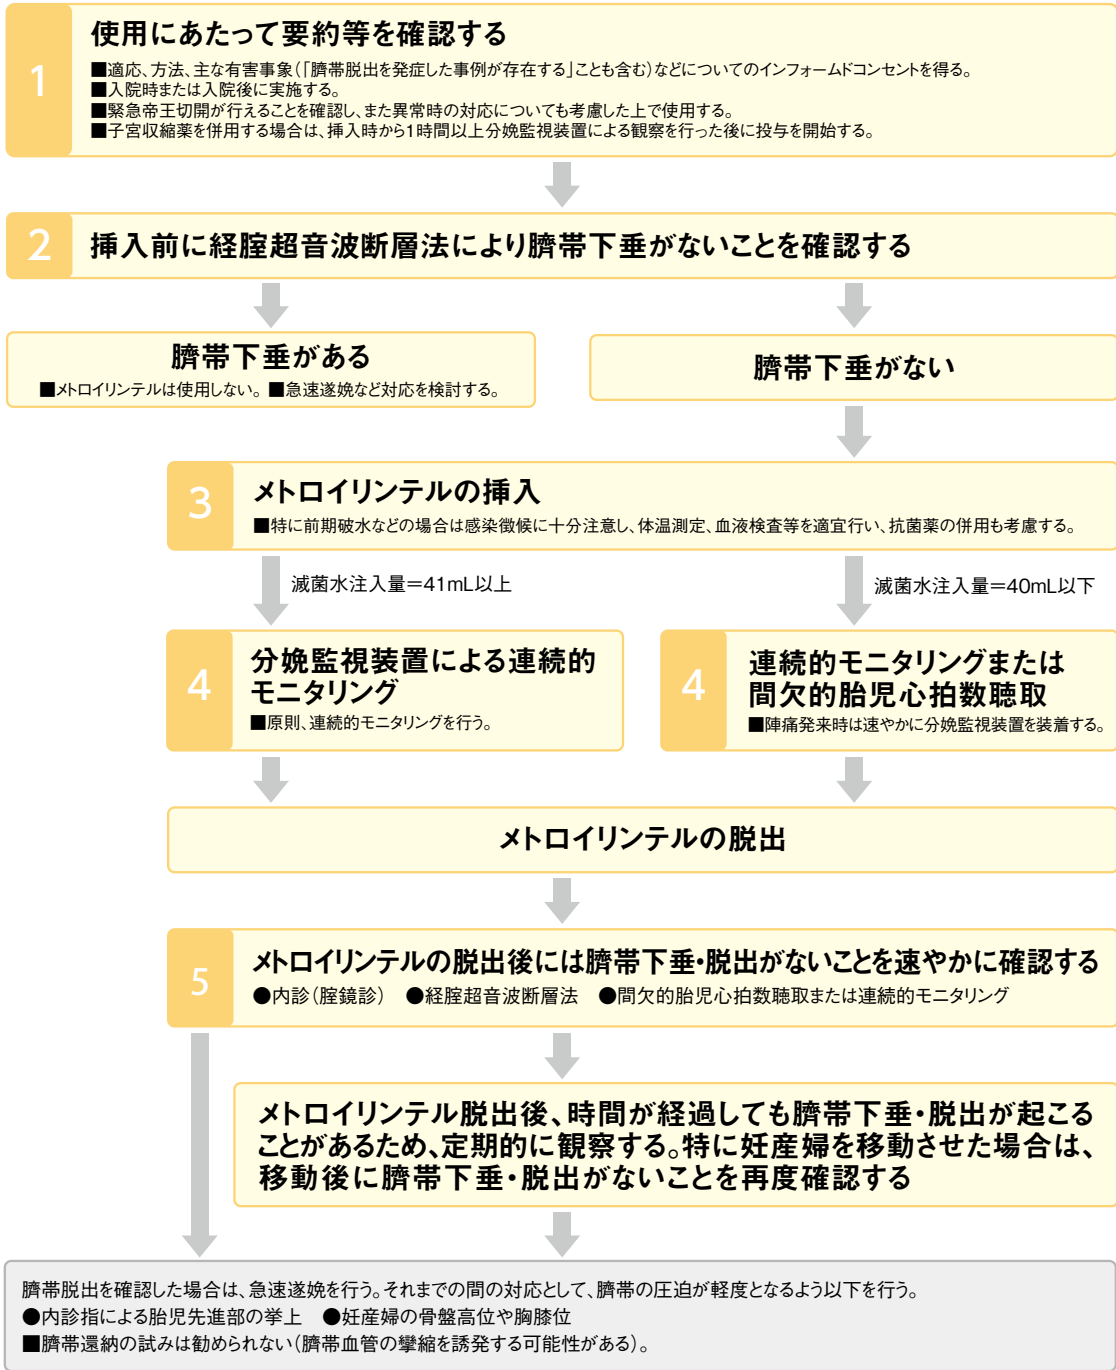 1
使用にあたって要約等を確認する
■適応、方法、主な有害事象(「臍帯脱出を発症した事例が存在する」ことも含む)などについてのインフォームドコンセントを得る。
■入院時または入院後に実施する。
■緊急帝王切開が行えることを確認し、また異常時の対応についても考慮した上で使用する。
■子宮収縮薬を併用する場合は、挿入時から1時間以上分娩監視装置による観察を行った後に投与を開始する。
2
挿入前に経腟超音波断層法により臍帯下垂がないことを確認する
臍帯下垂がある
■メトロイリンテルは使用しない。 ■急速遂娩など対応を検討する。
臍帯下垂がない
3
メトロイリンテルの挿入
■特に前期破水などの場合は感染徴候に十分注意し、体温測定、血液検査等を適宜行い、抗菌薬の併用も考慮する。
滅菌水注入量=41mL以上
滅菌水注入量=40mL以下
4
分娩監視装置による連続的
モニタリング
■原則、連続的モニタリングを行う。
4
連続的モニタリングまたは
間欠的胎児心拍数聴取
■陣痛発来時は速やかに分娩監視装置を装着する。
メトロイリンテルの脱出
5
メトロイリンテルの脱出後には臍帯下垂・脱出がないことを速やかに確認する
●内診(腟鏡診) ●経腟超音波断層法 ●間欠的胎児心拍数聴取または連続的モニタリング
メトロイリンテル脱出後、時間が経過しても臍帯下垂・脱出が起こる
ことがあるため、定期的に観察する。特に妊産婦を移動させた場合は、
移動後に臍帯下垂・脱出がないことを再度確認する
臍帯脱出を確認した場合は、急速遂娩を行う。それまでの間の対応として、臍帯の圧迫が軽度となるよう以下を行う。
●内診指による胎児先進部の挙上 ●妊産婦の骨盤高位や胸膝位
■臍帯還納の試みは勧められない(臍帯血管の攣縮を誘発する可能性がある)。